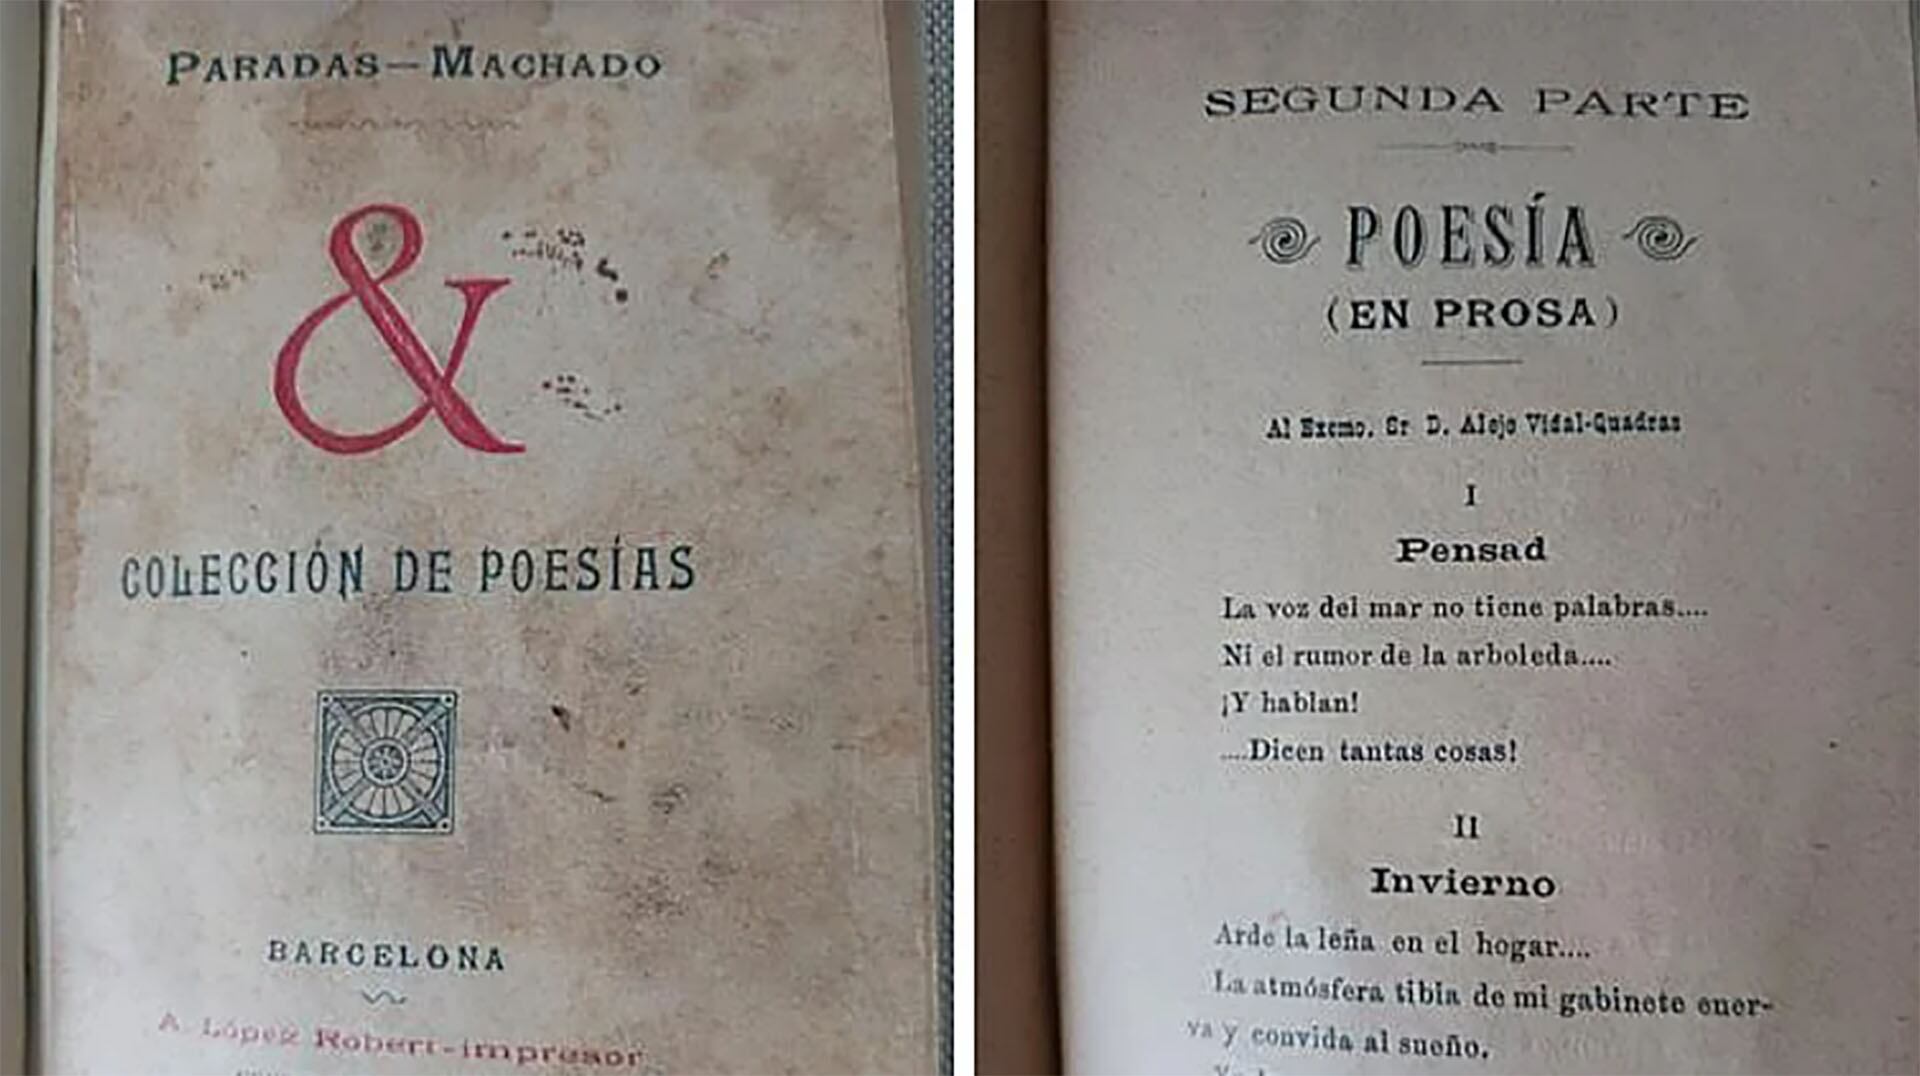 PARADAS—MACHADO
&
COLECCIÓN DE POESÍAS
BARCELONA
A. López Robert-impresor
SEGUNDA PARTE
POESÍA
(EN PROSA)
Al Excmo. Sr D. Alejo Vidal-Quadras
I
Pensad
La voz del mar no tiene palabras....
Ni el rumor de la arboleda....
¡Y hablan!
....Dicen tantas cosas!
II
Invierno
Arde la leña en el hogar....
La atmósfera tibia de mi gabinete ener-
va y convida al sueño.